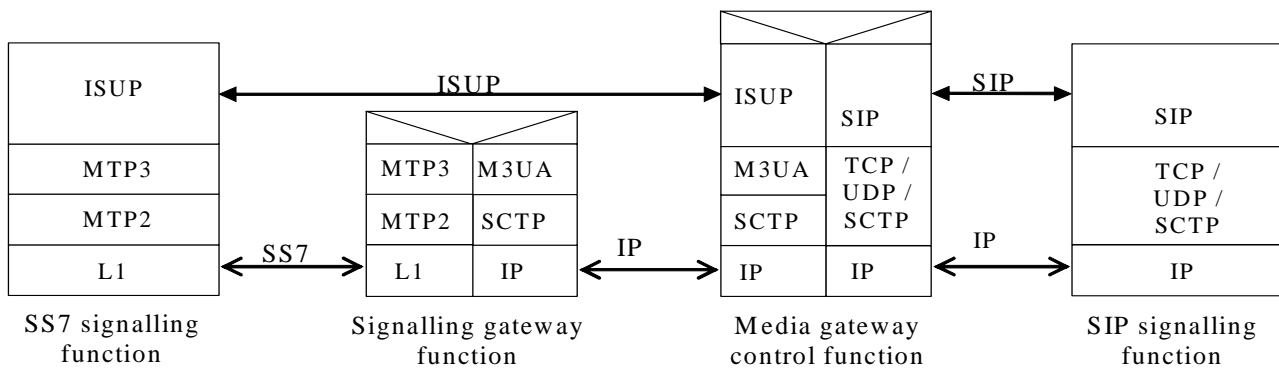 ISUP
MTP3
MTP2
L1
SS7 signalling
function
ISUP
SS7
MTP3
M3UA
MTP2
SCTP
L1
IP
Signalling gateway
function
IP
ISUP
SIP
M3UA
TCP /
UDP /
SCTP
SCTP
IP
IP
Media gateway
control function
SIP
IP
SIP
TCP /
UDP /
SCTP
IP
SIP signalling
function